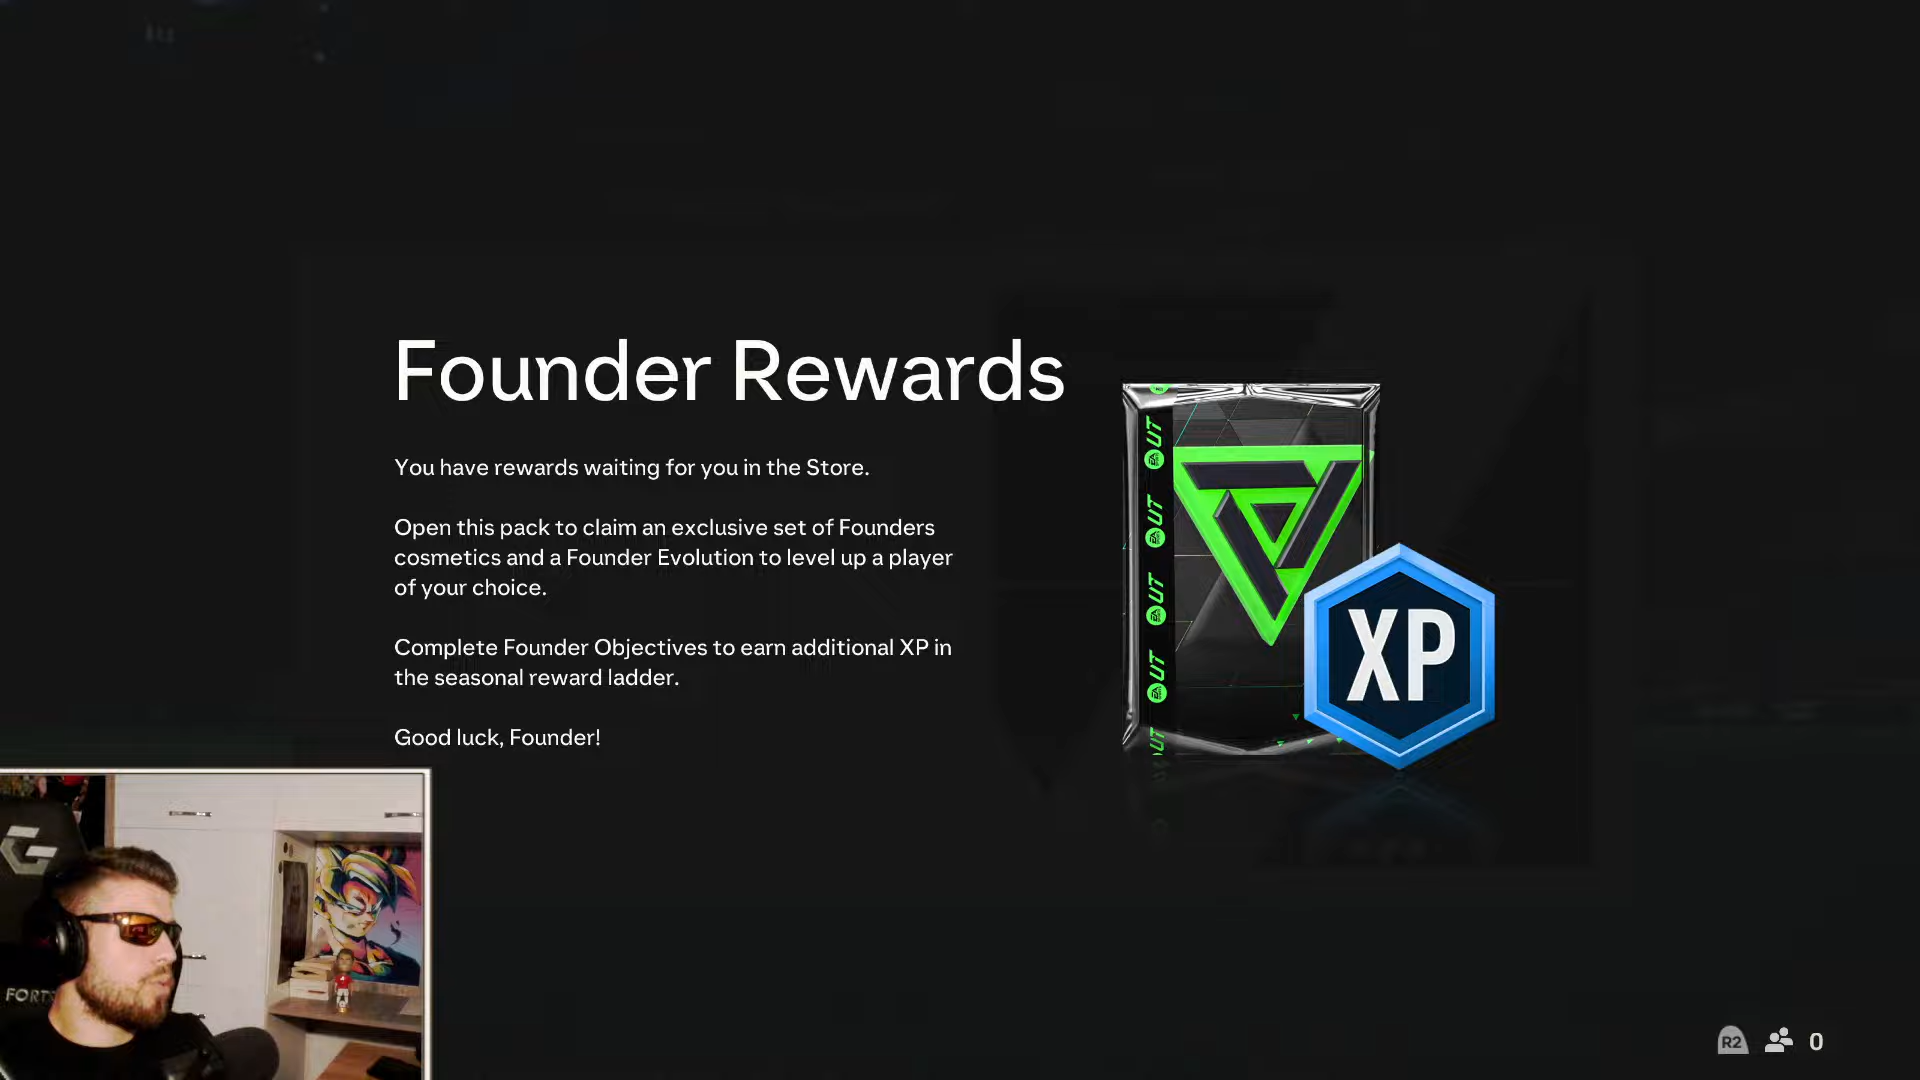 Founder Rewards
You have rewards waiting for you in the Store.
Open this pack to claim an exclusive set of Founders
cosmetics and a Founder Evolution to level up a player
of your choice.
Complete Founder Objectives to earn additional XP in
the seasonal reward ladder.
Good luck, Founder!
UT
UT
UT
UT
UT
XP
R2
0